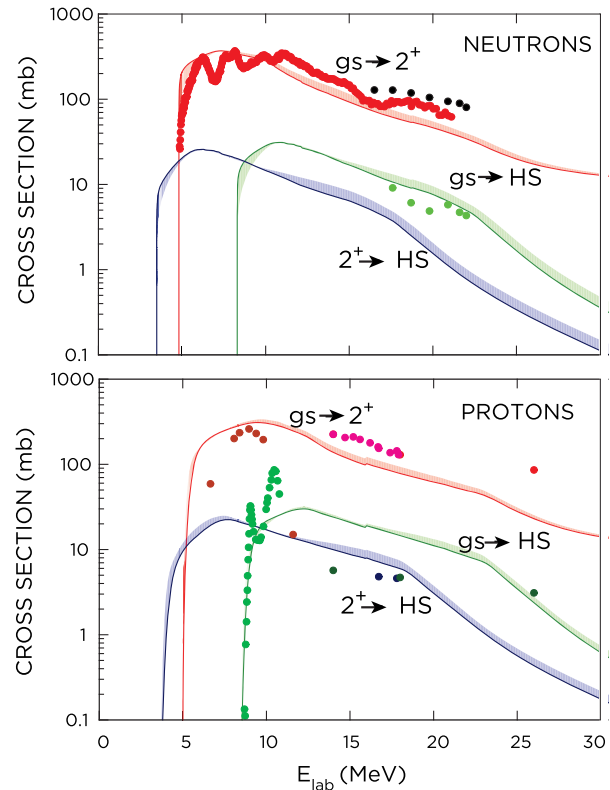 1000
NEUTRONS
gs→2⁺
100
gs→HS
10
2⁺→ HS
1
0.1
CROSS SECTION (mb)
1000
PROTONS
gs→2⁺
100
gs→HS
10
2⁺→ HS
1
0.1
CROSS SECTION (mb)
0 5 10 15 20 25 30
E_lab (MeV)